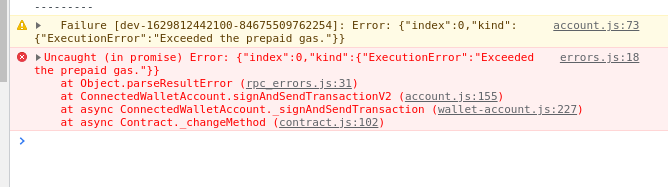 ---------
Failure [dev-1629812442100-84675509762254]: Error: {"index":0,"kind": account.js:73
{"ExecutionError":"Exceeded the prepaid gas."}}
Uncaught (in promise) Error: {"index":0,"kind":{"ExecutionError":"Exceeded errors.js:18
the prepaid gas."}}
at Object.parseResultError (rpc_errors.js:31)
at ConnectedWalletAccount.signAndSendTransactionV2 (account.js:155)
at async ConnectedWalletAccount._signAndSendTransaction (wallet-account.js:227)
at async Contract._changeMethod (contract.js:102)